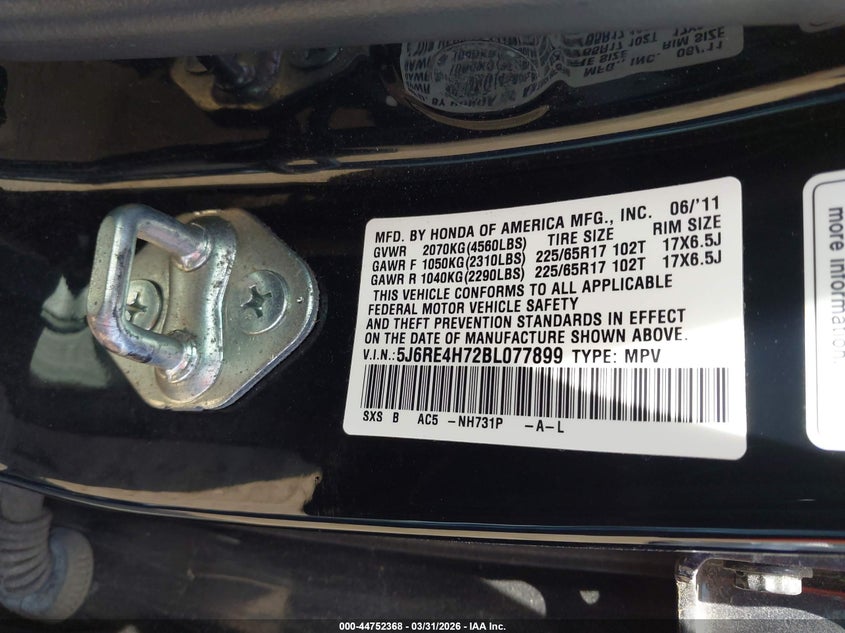 MFD. BY HONDA OF AMERICA MFG., INC. 06/'11
GVWR 2070KG(4560LBS) TIRE SIZE RIM SIZE
GAWR F 1050KG(2310LBS) 225/65R17 102T 17X6.5J
GAWR R 1040KG(2290LBS) 225/65R17 102T 17X6.5J
THIS VEHICLE CONFORMS TO ALL APPLICABLE
FEDERAL MOTOR VEHICLE SAFETY
AND THEFT PREVENTION STANDARDS IN EFFECT
ON THE DATE OF MANUFACTURE SHOWN ABOVE.
V.I.N.:5J6RE4H72BL077899 TYPE: MPV
SXS B AC5 -NH731P -A-L
more information.
000-44752368 - 03/31/2026 - IAA Inc.